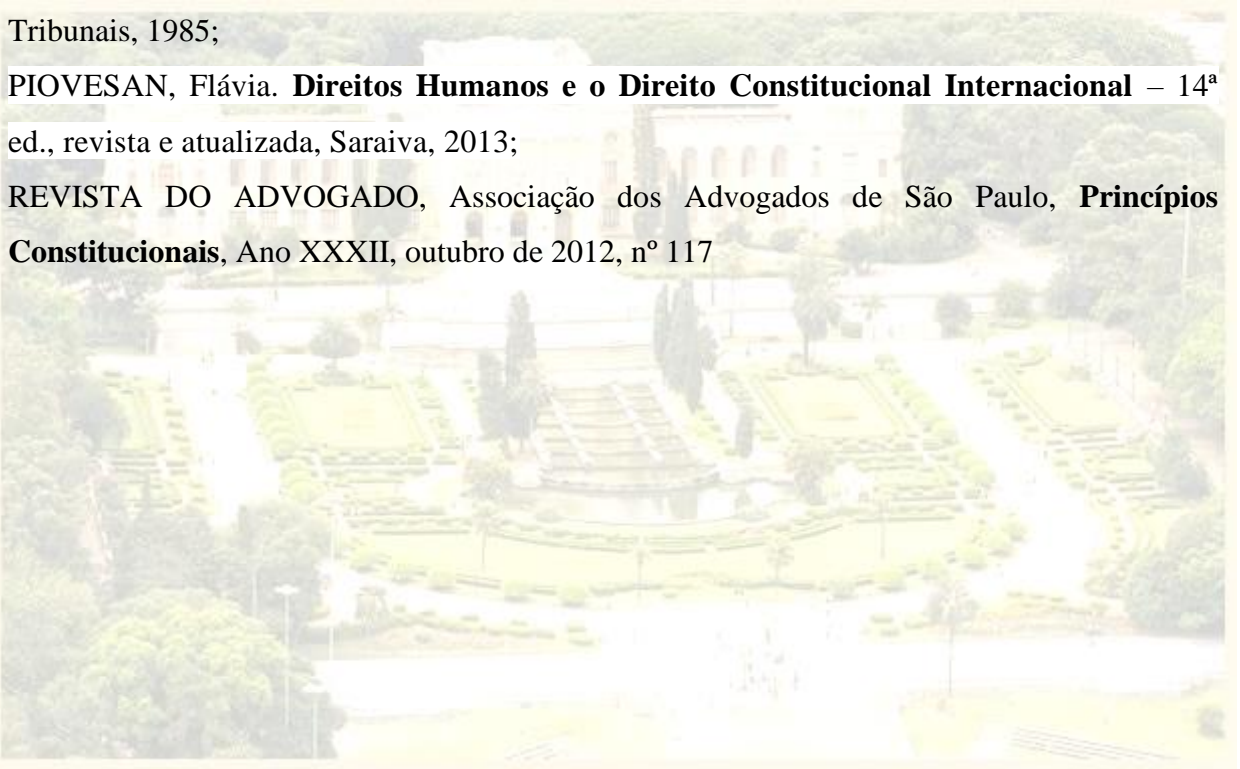 Tribunais, 1985;
PIOVESAN, Flávia. Direitos Humanos e o Direito Constitucional Internacional – 14ª
ed., revista e atualizada, Saraiva, 2013;
REVISTA DO ADVOGADO, Associação dos Advogados de São Paulo, Princípios
Constitucionais, Ano XXXII, outubro de 2012, nº 117